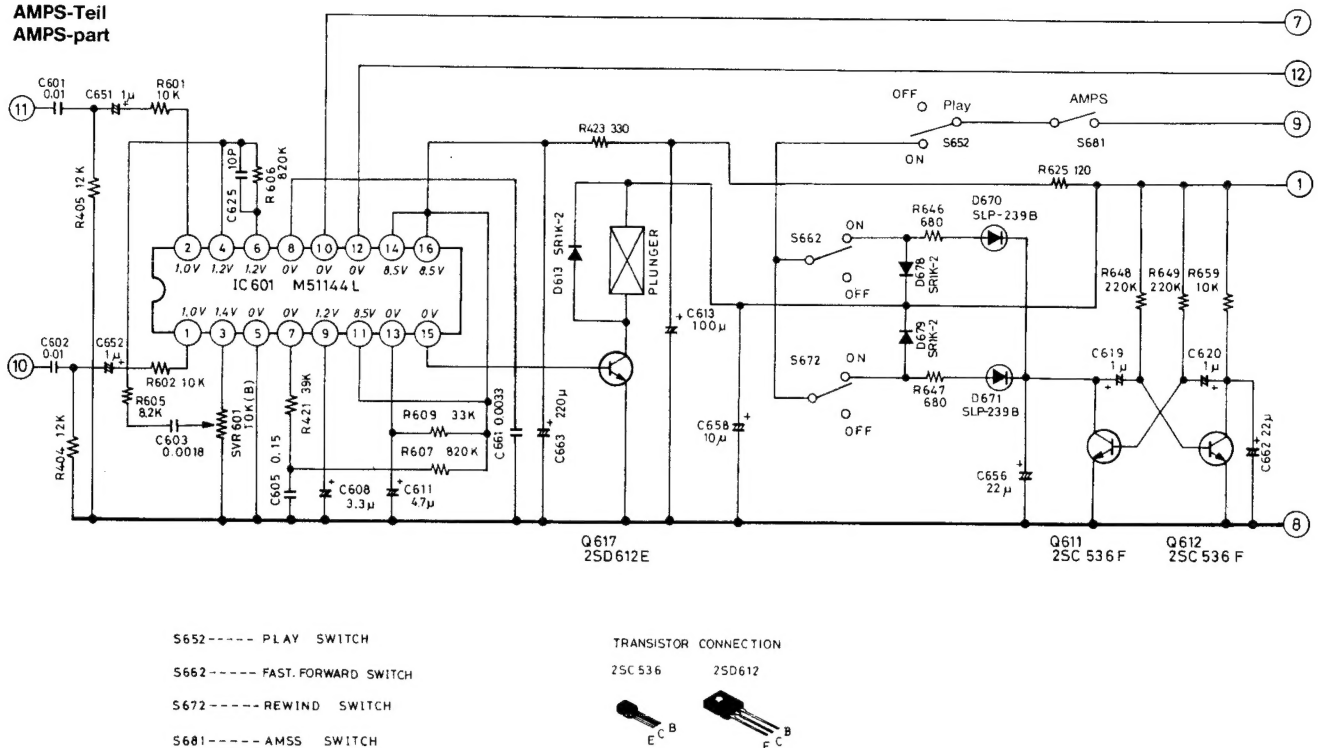 AMPS-Teil
AMPS-part
7
12
C601
0.01
C651 1µ
R601
10 K
11
OFF
Play
AMPS
9
ON
S652
S681
R423 330
R625 120
1
R405 12K
10P
C625
R606
820K
2
4
6
8
10
12
14
16
1,0V
1.2V
1.2V
0V
0V
0V
8.5V
8.5V
IC601 M51144L
1,0V
1.4V
0V
0V
1.2V
8.5V
0V
0V
1
3
5
7
9
11
13
15
D613 SR1K-2
PLUNGER
C613
100µ
S662
ON
OFF
R646
680
D670
SLP-239B
D678
SR1K-2
D679
SR1K-2
S672
ON
OFF
R647
680
D671
SLP-239B
R648
220K
R649
220K
R659
10K
C619
1µ
C620
1µ
C662 22µ
C602
0.01
10
C652
1µ
R602 10K
R605
8.2K
C603
0.0018
SVR601
10K(B)
R404 12K
R421 39K
C605 0.15
R609 33K
R607 820K
C608
3.3µ
C611
4.7µ
C661 0.0033
C663 220µ
C658
10µ
C656
22µ
8
Q617
2SD612E
Q611
2SC 536F
Q612
2SC 536 F
S652----- PLAY SWITCH
S662----- FAST. FORWARD SWITCH
S672----- REWIND SWITCH
S681----- AMSS SWITCH
TRANSISTOR CONNECTION
2SC 536
2SD612
E C B
E C B